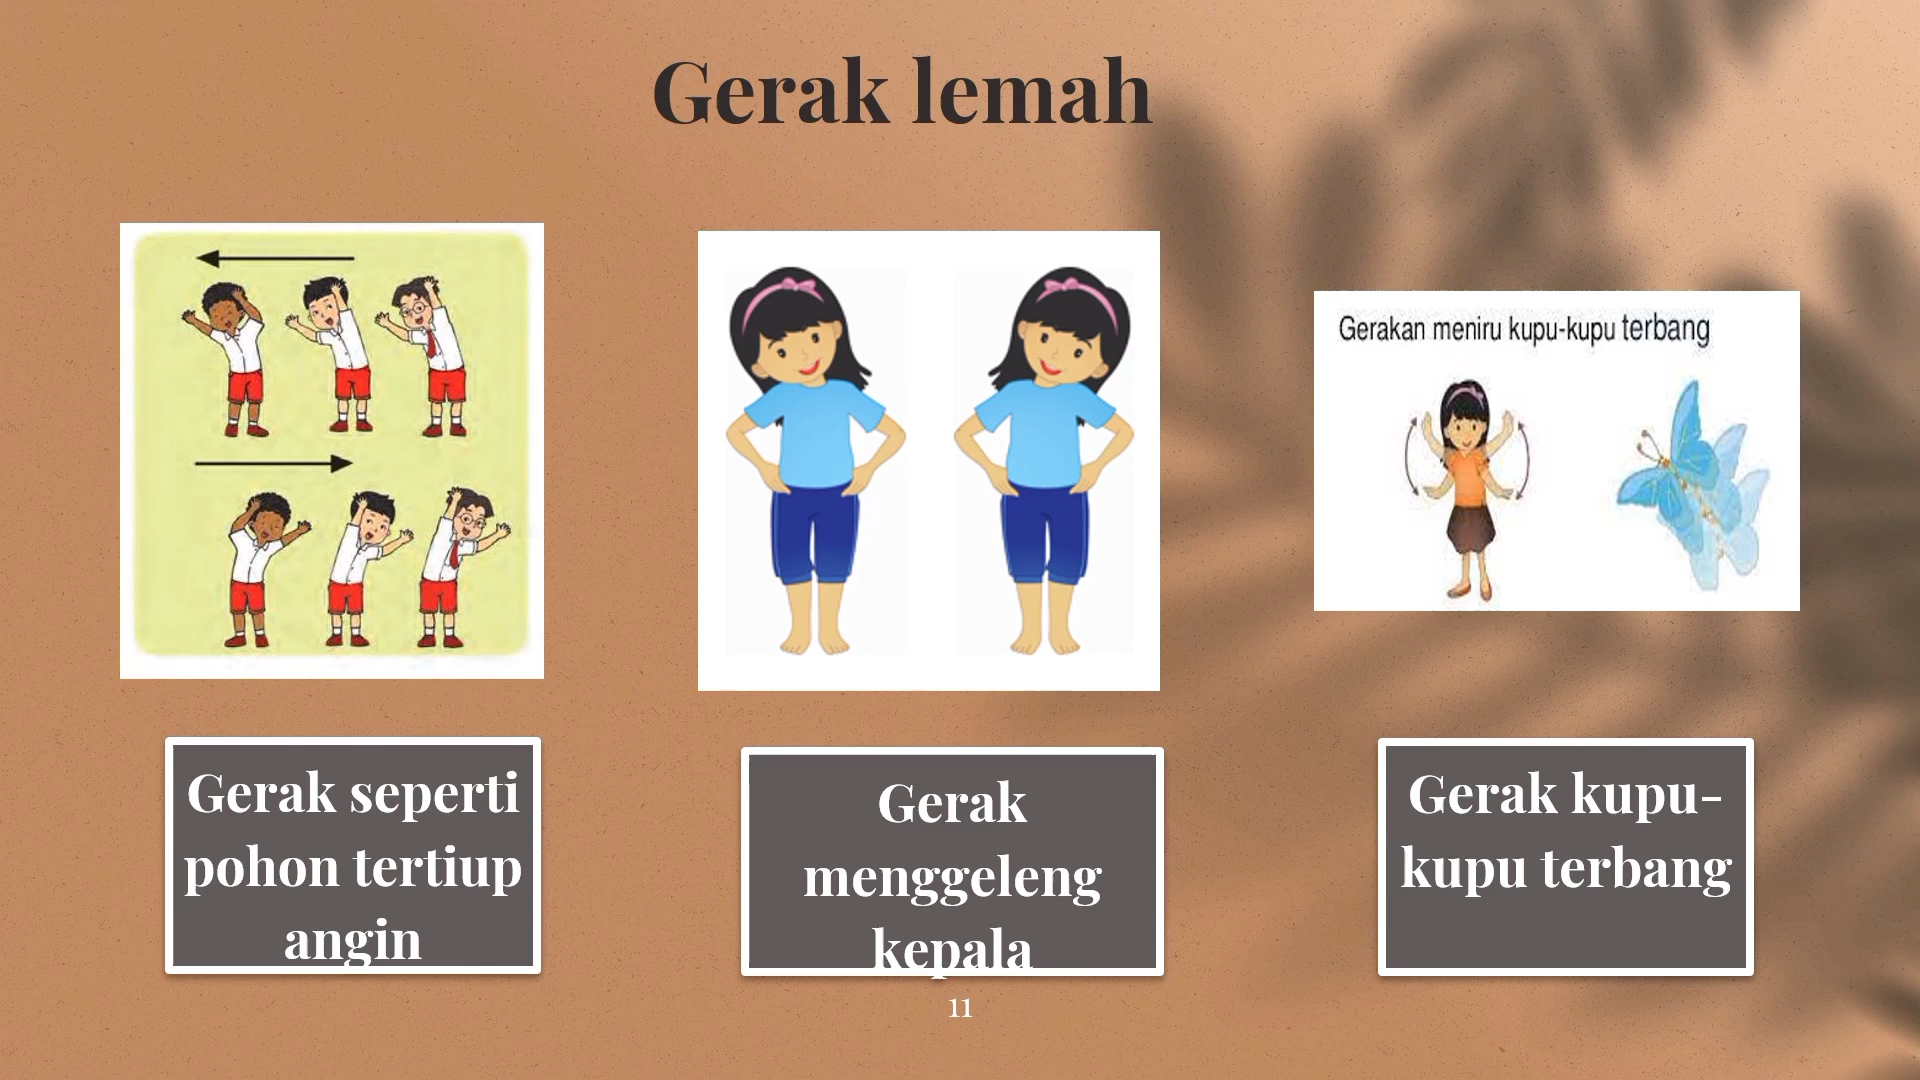 Gerak lemah
Gerakan meniru kupu-kupu terbang
Gerak seperti
pohon tertiup
angin
Gerak
menggeleng
kepala
Gerak kupu-
kupu terbang
11